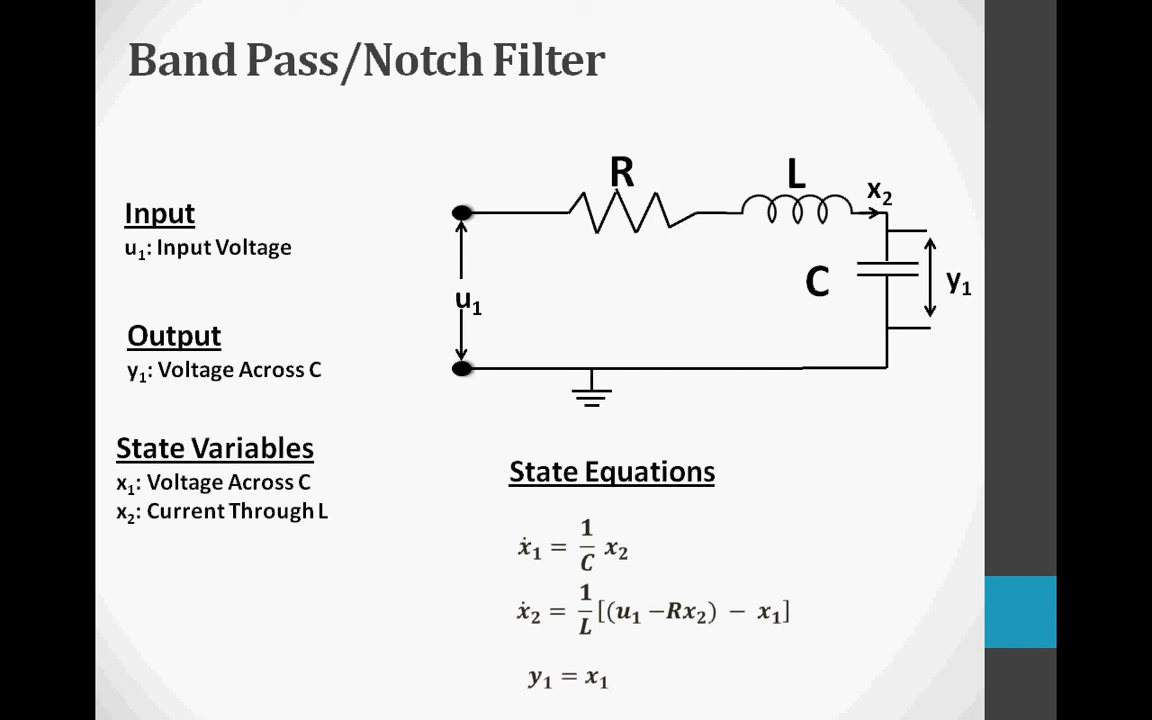 Band Pass/Notch Filter
R
L
x₂
Input
u₁: Input Voltage
C
y₁
u₁
Output
y₁: Voltage Across C
State Variables
x₁: Voltage Across C
x₂: Current Through L
State Equations
ẋ₁ = 1/C x₂
ẋ₂ = 1/L [(u₁ −Rx₂) − x₁]
y₁ = x₁